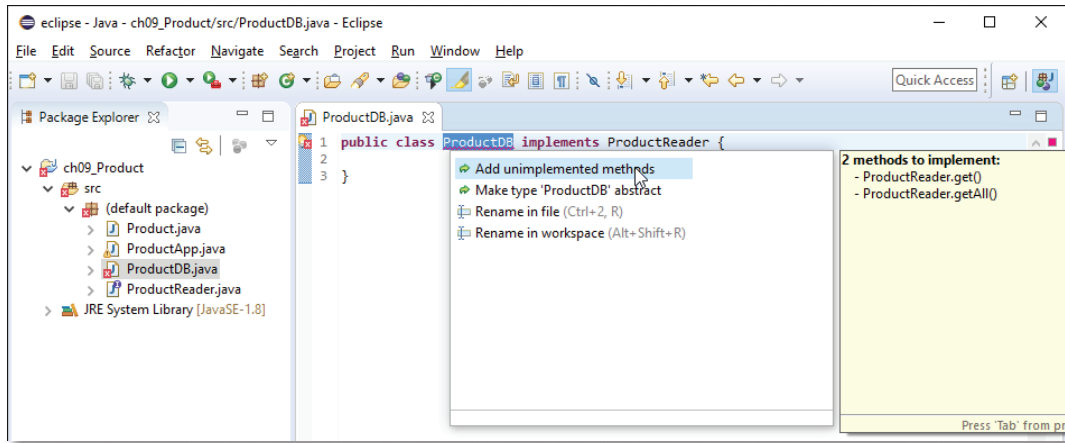 eclipse - Java - ch09_Product/src/ProductDB.java - Eclipse
File Edit Source Refactor Navigate Search Project Run Window Help
Quick Access
Package Explorer
ProductDB.java
ch09_Product
src
(default package)
Product.java
ProductApp.java
ProductDB.java
ProductReader.java
JRE System Library [JavaSE-1.8]
1 public class ProductDB implements ProductReader {
2
3 }
Add unimplemented methods
Make type 'ProductDB' abstract
Rename in file (Ctrl+2, R)
Rename in workspace (Alt+Shift+R)
2 methods to implement:
- ProductReader.get()
- ProductReader.getAll()
Press 'Tab' from pr